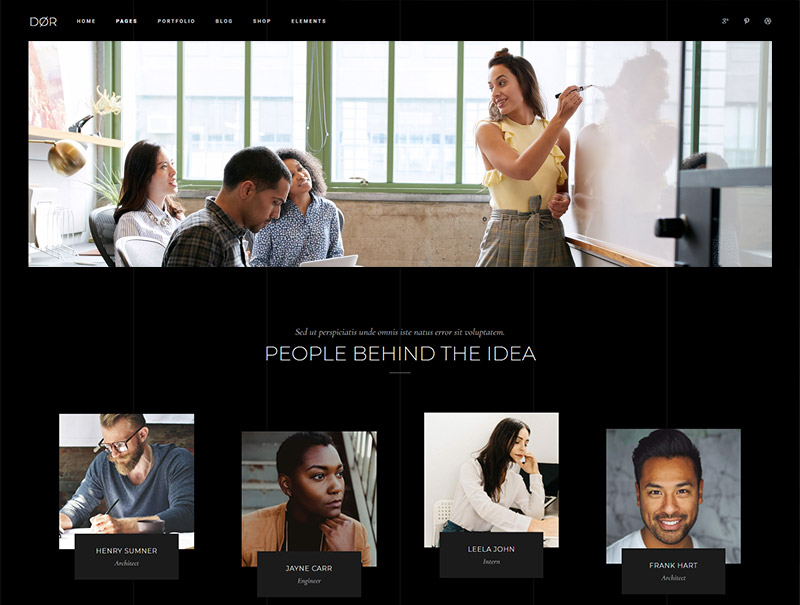 DØR HOME PAGES PORTFOLIO BLOG SHOP ELEMENTS
Sed ut perspiciatis unde omnis iste natus error sit voluptatem.
PEOPLE BEHIND THE IDEA
HENRY SUMNER
Architect
JAYNE CARR
Engineer
LEELA JOHN
Intern
FRANK HART
Architect